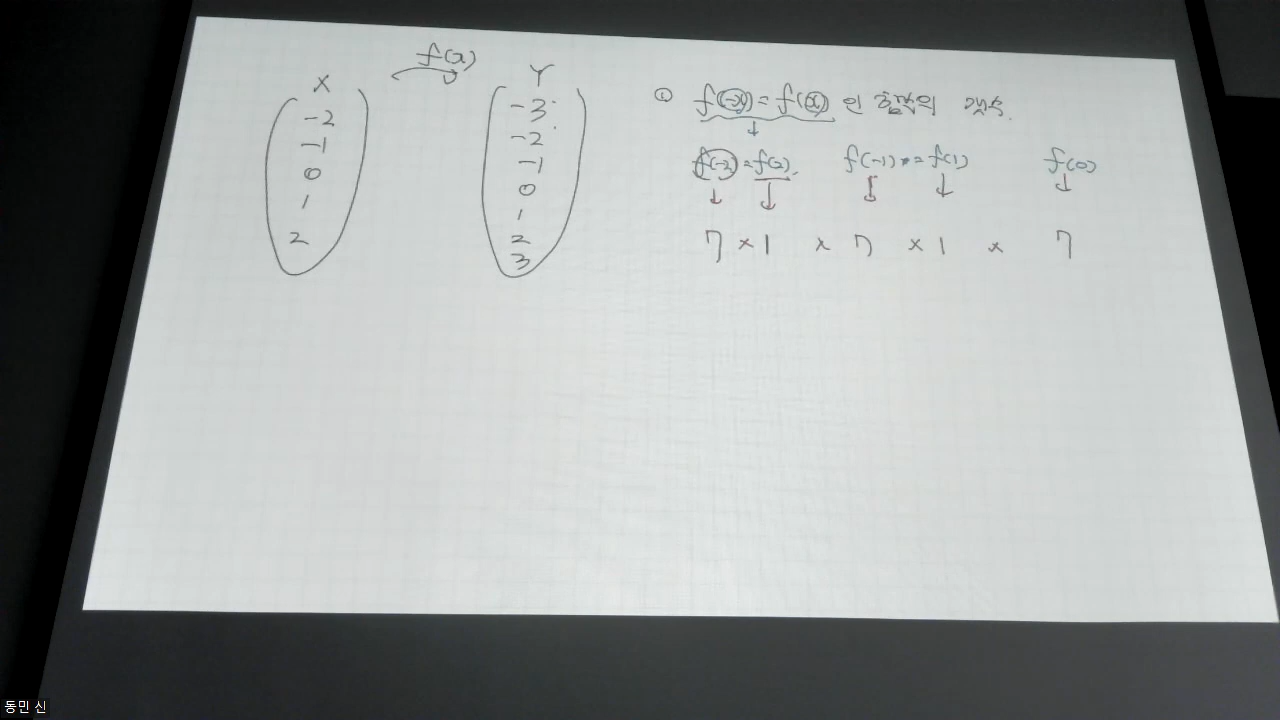 f(x)
X
-2
-1
0
1
2
Y
-3
-2
-1
0
1
2
3
① f(-x)=f(x) 인 함수의 개수.
f(-2)=f(2). f(-1)=f(1) f(0)
↓ ↓ ↓ ↓ ↓
7 × 1 × 7 × 1 × 7
동민 신